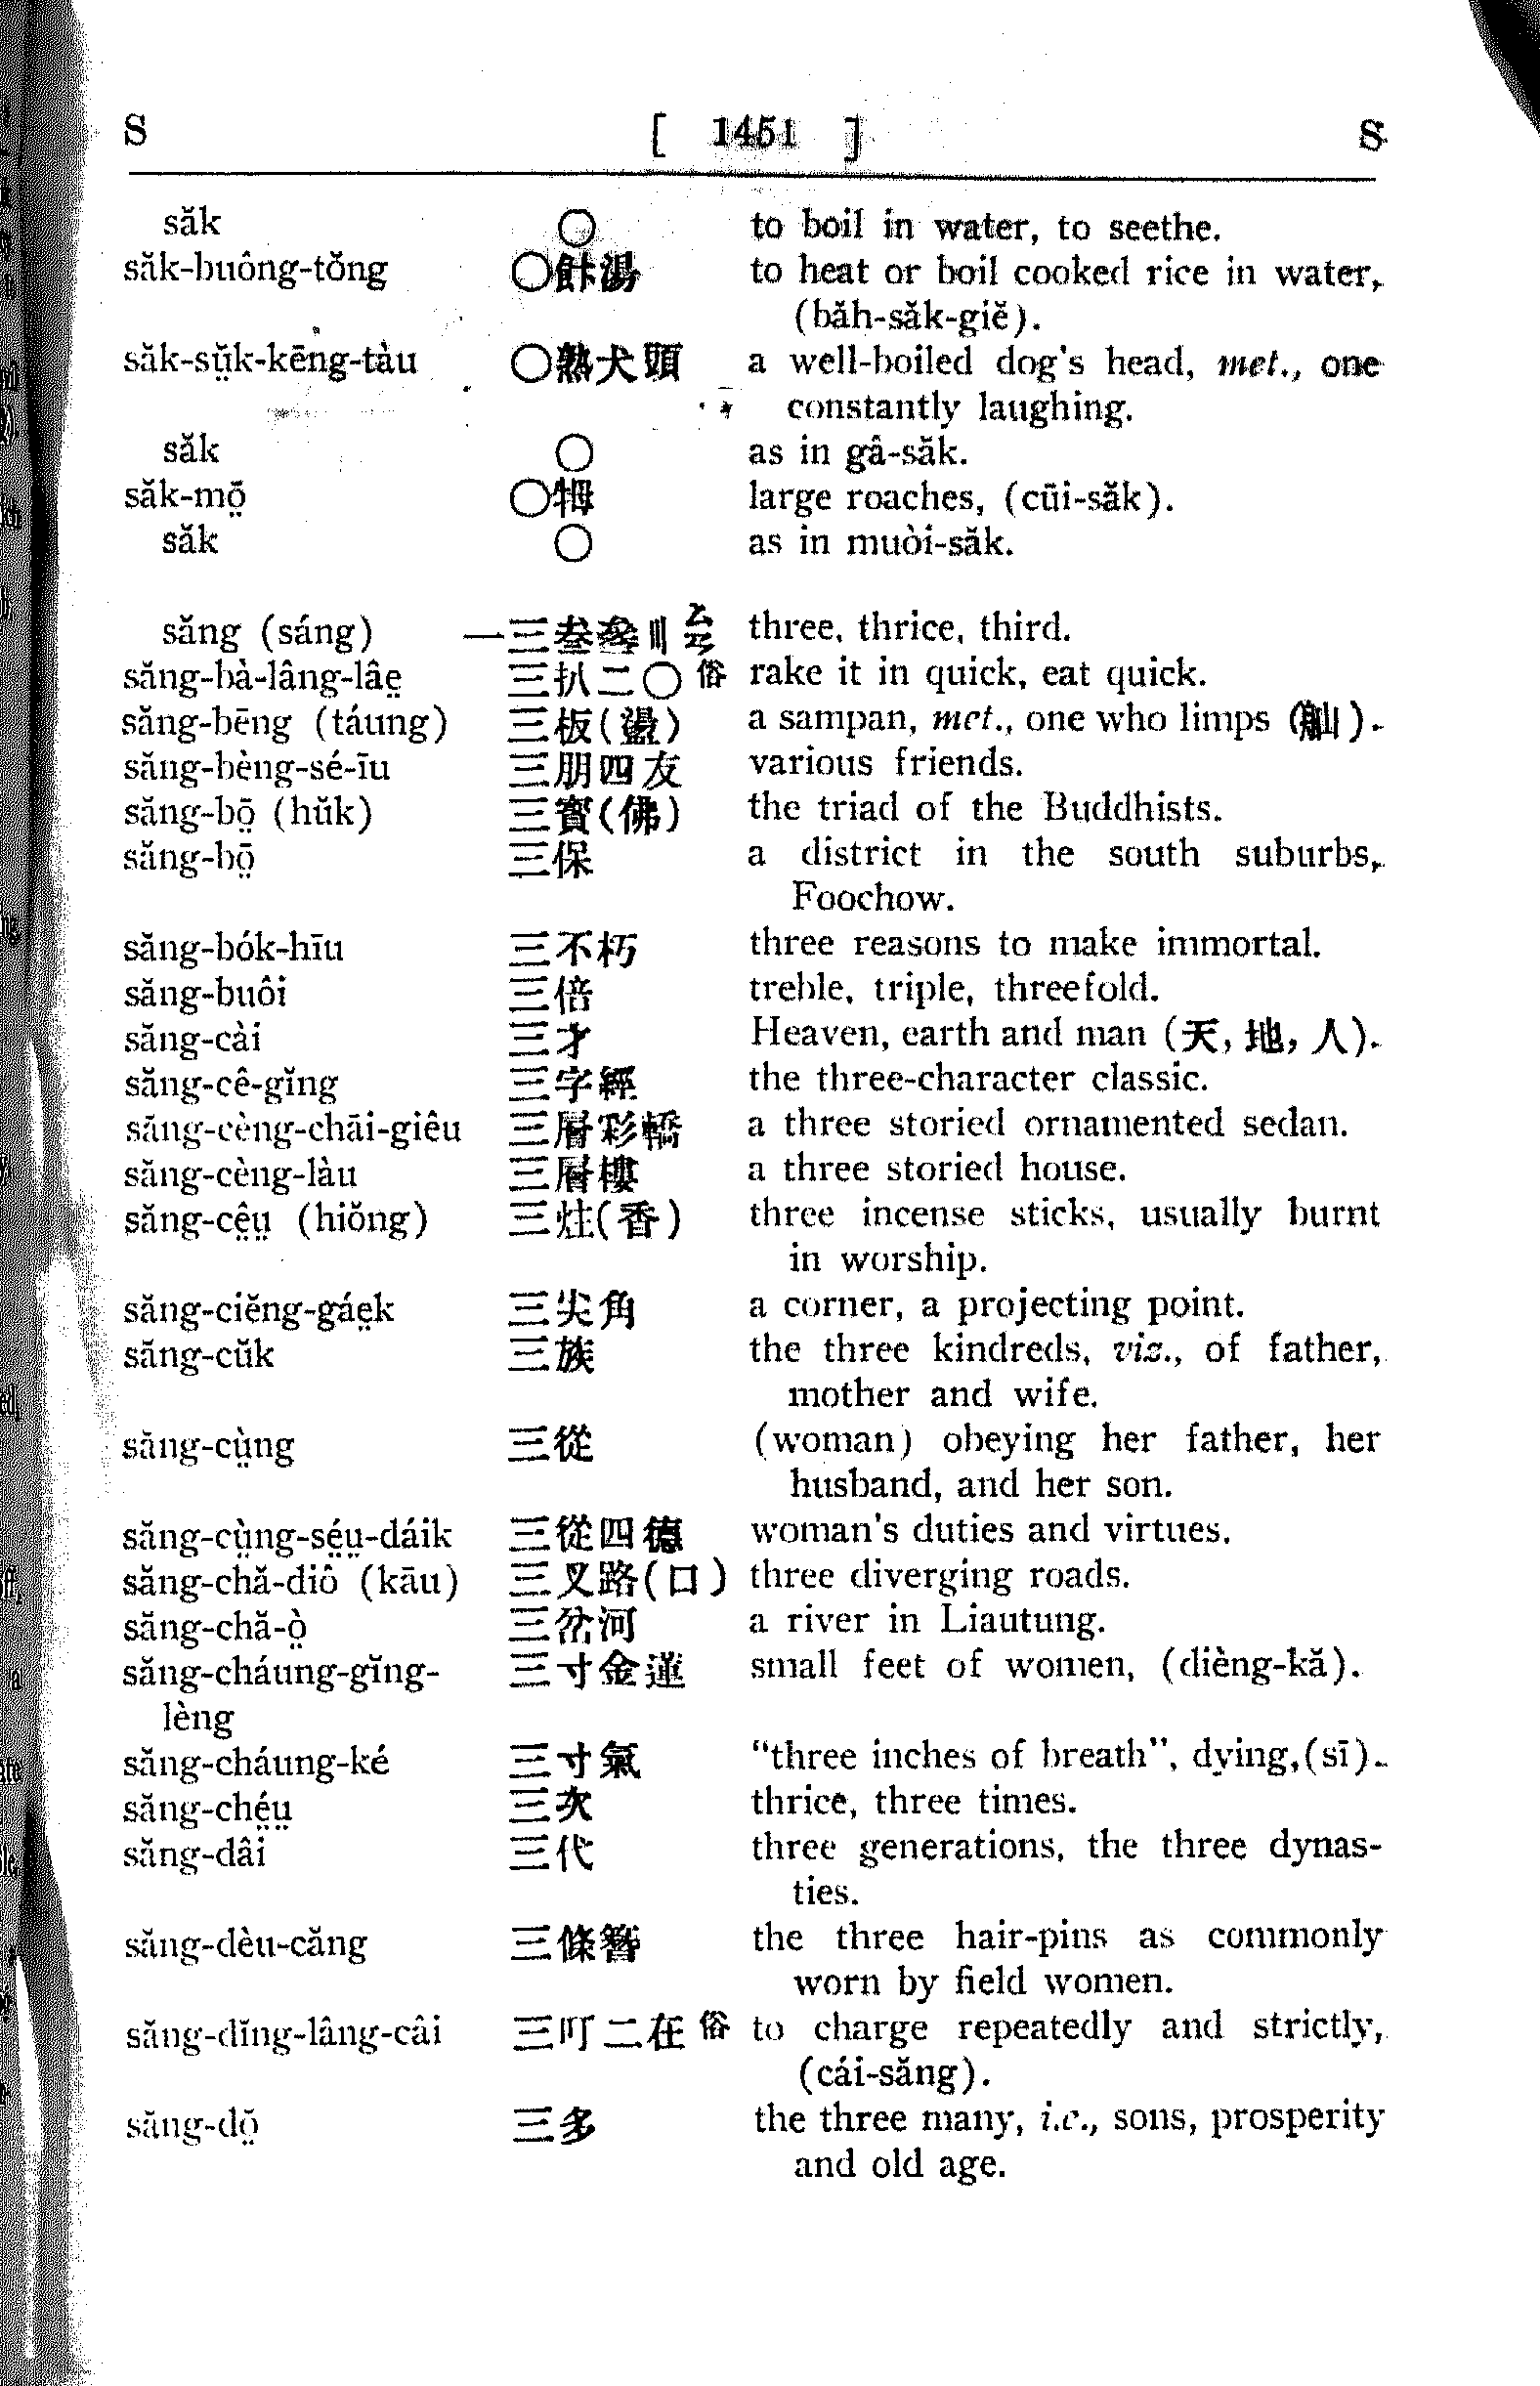 S [ 1451 ] S
săk ○ to boil in water, to seethe.
săk-buông-tŏng ○餅湯 to heat or boil cooked rice in water,
(băh-săk-giĕ).
săk-sṳ̆k-kēng-tàu ○熟犬頭 a well-boiled dog's head, met., one
constantly laughing.
săk ○ as in gâ-săk.
săk-mō̤ ○牳 large roaches, (cūi-săk).
săk ○ as in muòi-săk.
săng (sáng) 一三叁參〣 three, thrice, third.
săng-bà-lâng-lâe̤ 三扒二○俗 rake it in quick, eat quick.
săng-bēng (táung) 三板(盪) a sampan, met., one who limps (舢).
săng-bèng-sé-īu 三朋四友 various friends.
săng-bō̤ (hŭk) 三寶(佛) the triad of the Buddhists.
săng-bō̤ 三保 a district in the south suburbs,
Foochow.
săng-bók-hīu 三不朽 three reasons to make immortal.
săng-buôi 三倍 treble, triple, threefold.
săng-cài 三才 Heaven, earth and man (天, 地, 人).
săng-cê-gĭng 三字經 the three-character classic.
săng-cèng-chāi-giêu 三層彩轎 a three storied ornamented sedan.
săng-cèng-làu 三層樓 a three storied house.
săng-cê̤ṳ (hiŏng) 三炷(香) three incense sticks, usually burnt
in worship.
săng-ciĕng-gáe̤k 三尖角 a corner, a projecting point.
săng-cŭk 三族 the three kindreds, viz., of father,
mother and wife.
săng-cṳ̀ng 三從 (woman) obeying her father, her
husband, and her son.
săng-cṳ̀ng-sé̤ṳ-dáik 三從四德 woman's duties and virtues.
săng-chă-diô (kāu) 三叉路(口) three diverging roads.
săng-chă-ò̤ 三岔河 a river in Liautung.
săng-cháung-gĭng- 三寸金蓮 small feet of women, (dièng-kă).
lèng
săng-cháung-ké 三寸氣 "three inches of breath", dying,(sī).
săng-ché̤ṳ 三次 thrice, three times.
săng-dâi 三代 three generations, the three dynas-
ties.
săng-dèu-căng 三條簪 the three hair-pins as commonly
worn by field women.
săng-dĭng-lâng-câi 三叮二在俗 to charge repeatedly and strictly,
(cái-săng).
săng-dŏ̤ 三多 the three many, i.e., sons, prosperity
and old age.